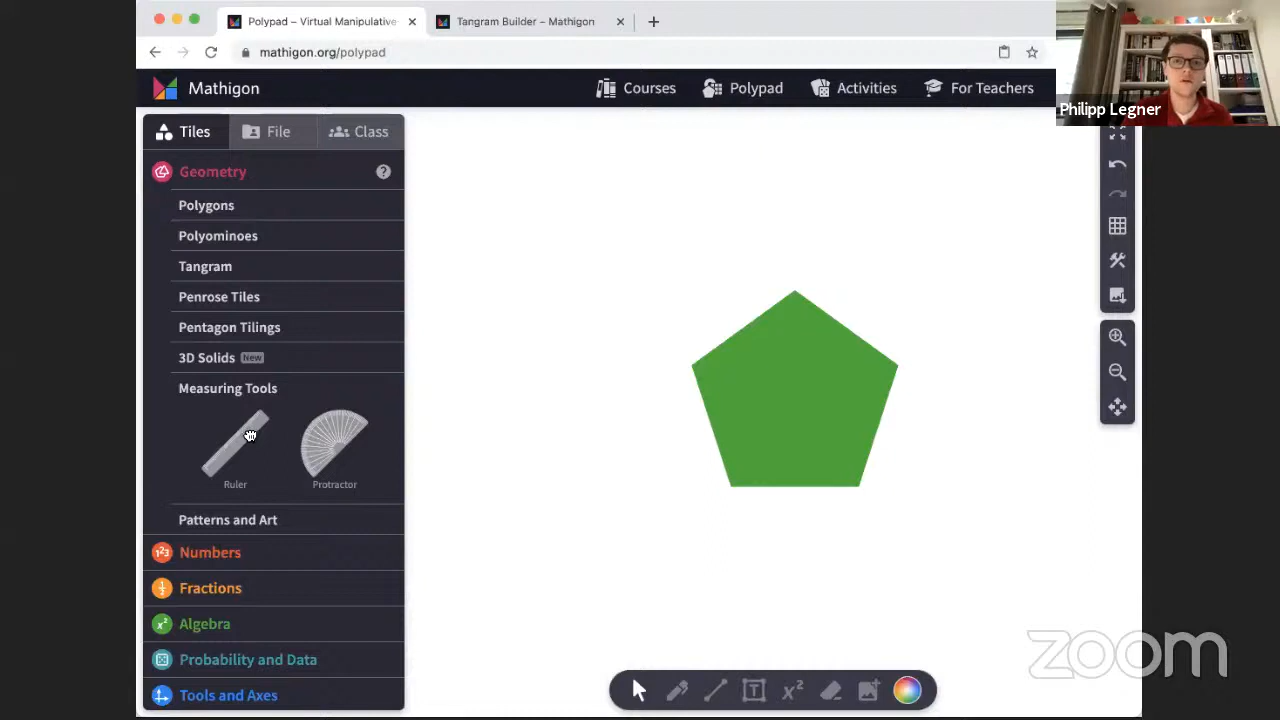 Polypad – Virtual Manipulative
Tangram Builder – Mathigon
mathigon.org/polypad
Mathigon
Courses
Polypad
Activities
For Teachers
Philipp Legner
Tiles
File
Class
Geometry
?
Polygons
Polyominoes
Tangram
Penrose Tiles
Pentagon Tilings
3D Solids New
Measuring Tools
Ruler
Protractor
Patterns and Art
Numbers
Fractions
Algebra
Probability and Data
Tools and Axes
T
x²
zoom